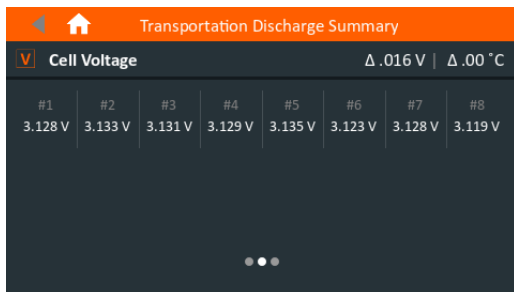 Transportation Discharge Summary
V Cell Voltage Δ .016 V | Δ .00 ˚C
#1 #2 #3 #4 #5 #6 #7 #8
3.128 V 3.133 V 3.131 V 3.129 V 3.135 V 3.123 V 3.128 V 3.119 V